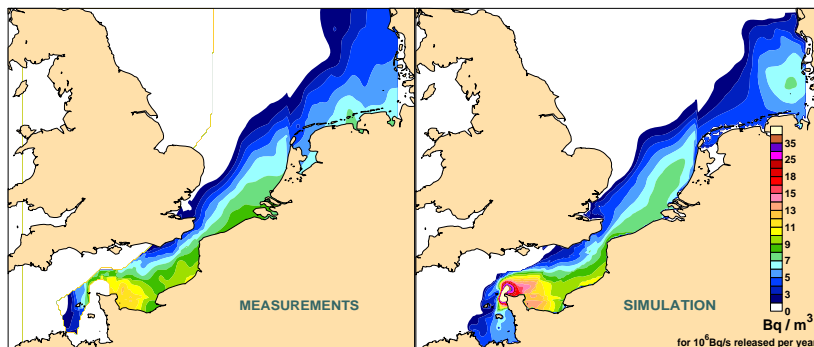 MEASUREMENTS
SIMULATION
35
25
18
15
13
11
9
7
5
3
0
Bq / m³
for 10⁶Bq/s released per year